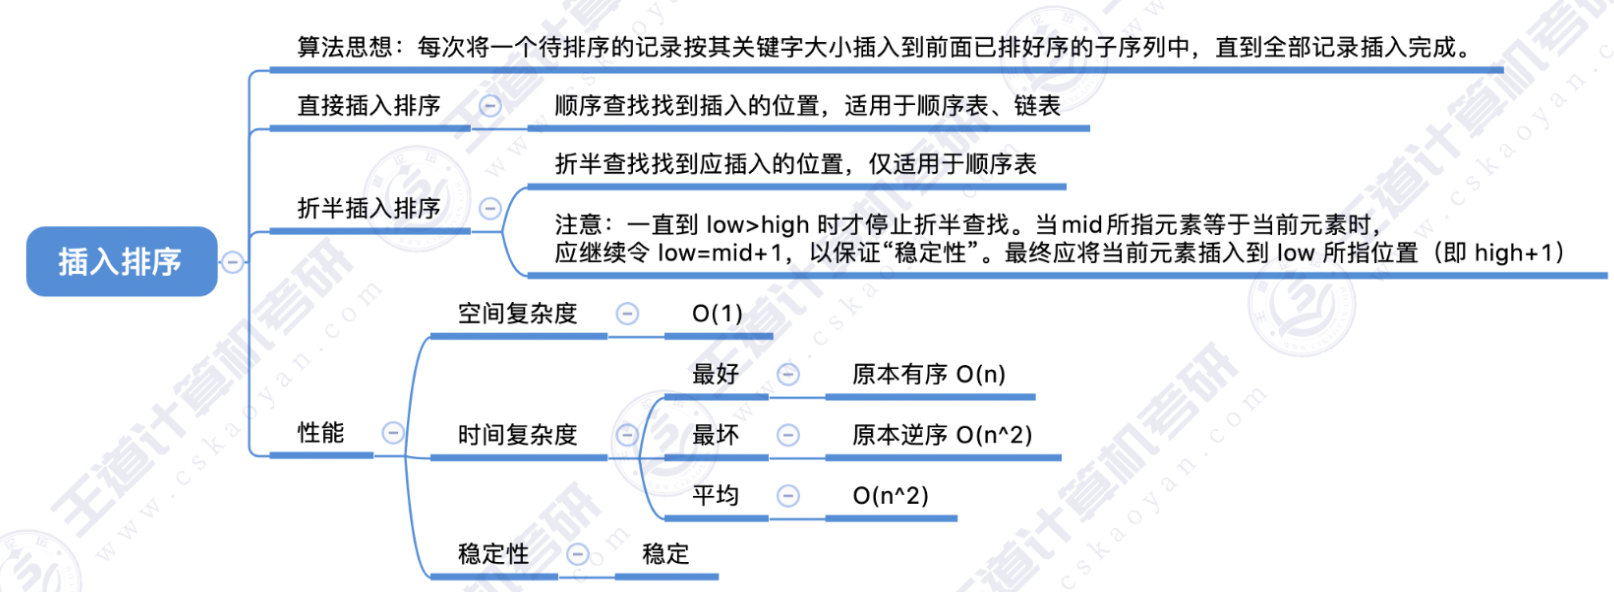 算法思想：每次将一个待排序的记录按其关键字大小插入到前面已排好序的子序列中，直到全部记录插入完成。
直接插入排序
顺序查找找到插入的位置，适用于顺序表、链表
折半插入排序
折半查找找到应插入的位置，仅适用于顺序表
注意：一直到 low>high 时才停止折半查找。当mid所指元素等于当前元素时，
应继续令 low=mid+1，以保证“稳定性”。最终应将当前元素插入到 low 所指位置（即 high+1）
插入排序
性能
空间复杂度
O(1)
时间复杂度
最好
原本有序 O(n)
最坏
原本逆序 O(n^2)
平均
O(n^2)
稳定性
稳定
王道计算机考研
www.cskaoyan.com